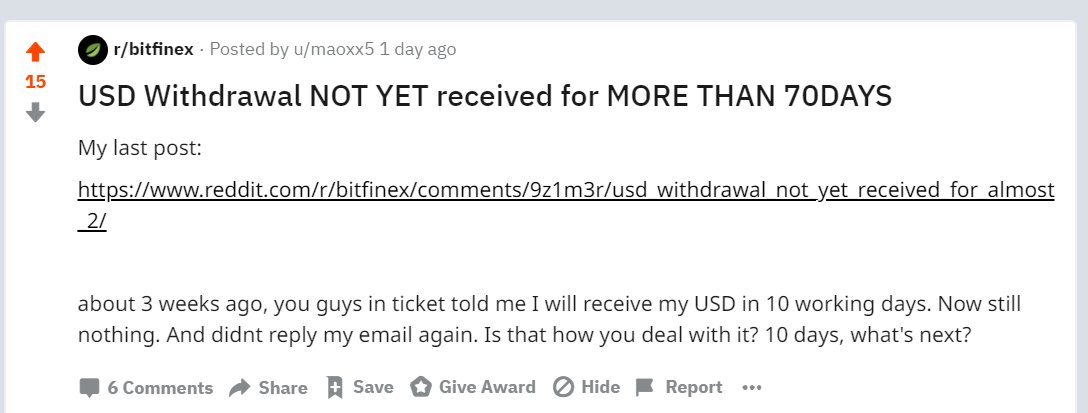 r/bitfinex · Posted by u/maoxx5 1 day ago
15
USD Withdrawal NOT YET received for MORE THAN 70DAYS
My last post:
https://www.reddit.com/r/bitfinex/comments/9z1m3r/usd_withdrawal_not_yet_received_for_almost
_2/
about 3 weeks ago, you guys in ticket told me I will receive my USD in 10 working days. Now still
nothing. And didnt reply my email again. Is that how you deal with it? 10 days, what's next?
6 Comments Share Save Give Award Hide Report •••